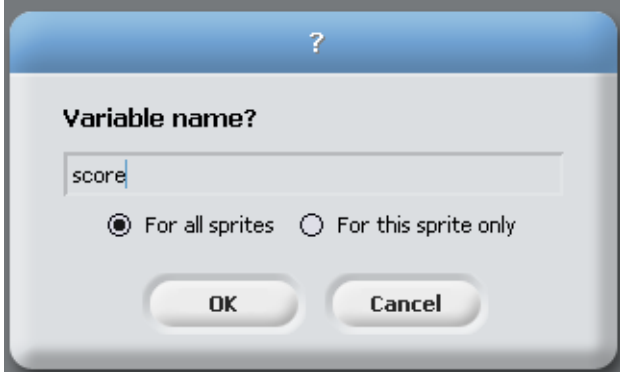 ?
Variable name?
score
For all sprites For this sprite only
OK Cancel